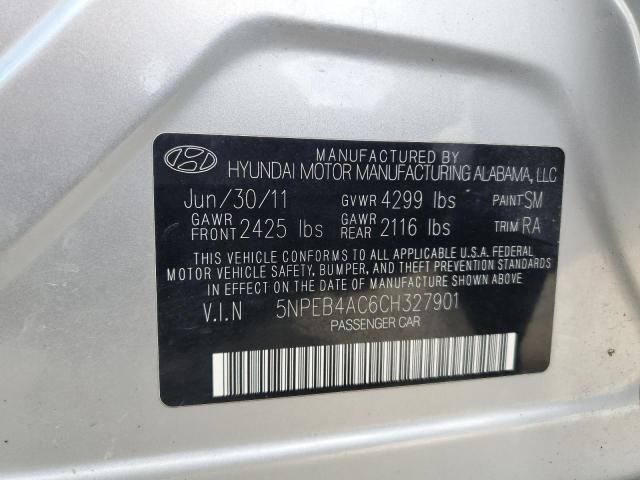 MANUFACTURED BY
HYUNDAI MOTOR MANUFACTURING ALABAMA, LLC
Jun/30/11 GVWR 4299 lbs PAINT SM
GAWR FRONT 2425 lbs GAWR REAR 2116 lbs TRIM RA
THIS VEHICLE CONFORMS TO ALL APPLICABLE U.S.A. FEDERAL
MOTOR VEHICLE SAFETY, BUMPER, AND THEFT PREVENTION STANDARDS
IN EFFECT ON THE DATE OF MANUFACTURE SHOWN ABOVE.
V.I.N 5NPEB4AC6CH327901
PASSENGER CAR